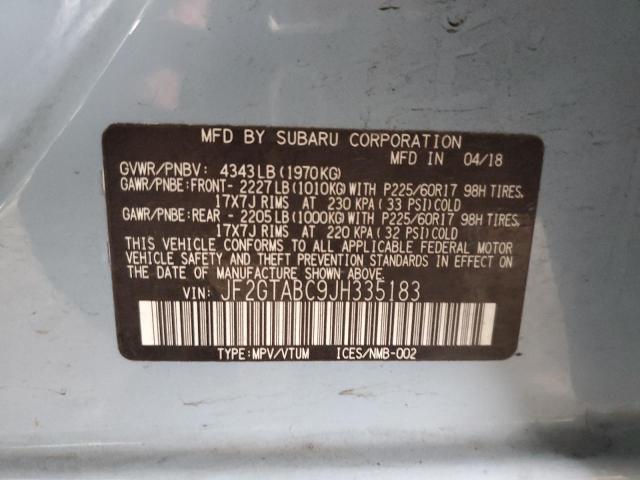 MFD BY SUBARU CORPORATION
MFD IN 04/18
GVWR/PNBV: 4343LB(1970KG)
GAWR/PNBE:FRONT- 2227LB(1010KG)WITH P225/60R17 98H TIRES,
17X7J RIMS AT 230 KPA(33 PSI)COLD
GAWR/PNBE:REAR - 2205LB(1000KG)WITH P225/60R17 98H TIRES,
17X7J RIMS AT 220 KPA(32 PSI)COLD
THIS VEHICLE CONFORMS TO ALL APPLICABLE FEDERAL MOTOR
VEHICLE SAFETY AND THEFT PREVENTION STANDARDS IN EFFECT
ON THE DATE OF MANUFACTURE SHOWN ABOVE.
VIN: JF2GTABC9JH335183
TYPE:MPV/VTUM ICES/NMB-002